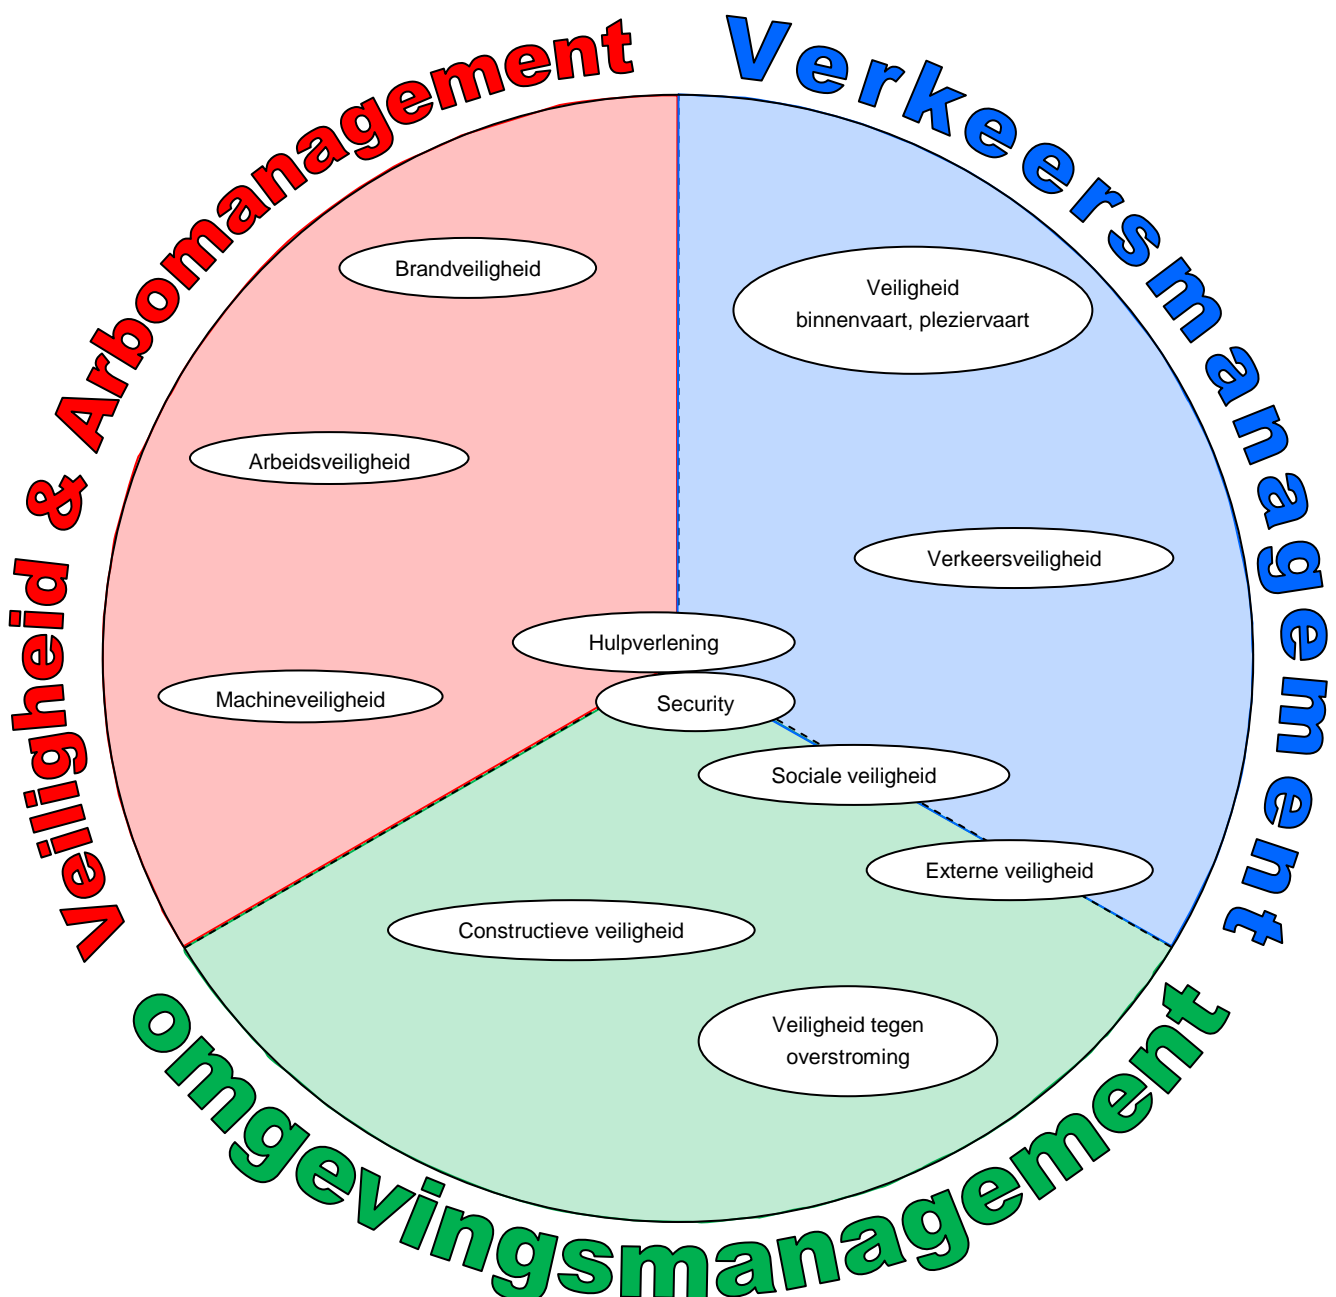 Veiligheid & Arbomanagement
Verkeersmanagement
Brandveiligheid
Veiligheid
binnenvaart, pleziervaart
Arbeidsveiligheid
Verkeersveiligheid
Hulpverlening
Machineveiligheid
Security
Sociale veiligheid
Externe veiligheid
Constructieve veiligheid
Veiligheid tegen
overstroming
omgevingsmanagement